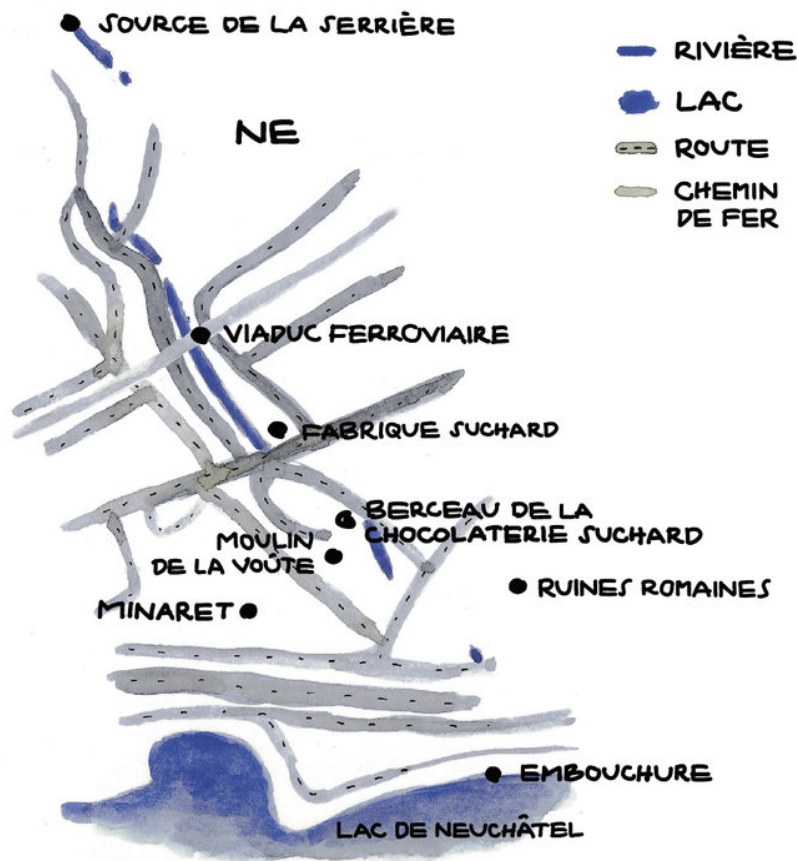 SOURCE DE LA SERRIÈRE
RIVIÈRE
LAC
NE
ROUTE
CHEMIN
DE FER
VIADUC FERROVIAIRE
FABRIQUE SUCHARD
BERCEAU DE LA
CHOCOLATERIE SUCHARD
MOULIN
DE LA VOÛTE
RUINES ROMAINES
MINARET
EMBOUCHURE
LAC DE NEUCHÂTEL